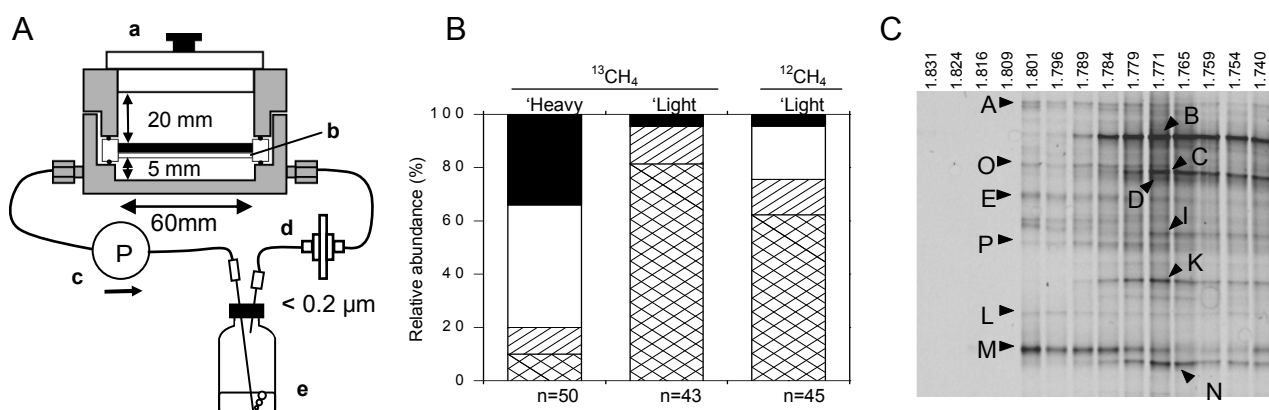 A
a
20 mm
b
5 mm
60mm
P
c
d
< 0.2 µm
e
B
13CH4
12CH4
'Heavy
'Light
'Light
Relative abundance (%)
100
80
60
40
20
0
n=50
n=43
n=45
C
1.831
1.824
1.816
1.809
1.801
1.796
1.789
1.784
1.779
1.771
1.765
1.759
1.754
1.740
A
B
O
C
D
E
I
P
K
L
M
N